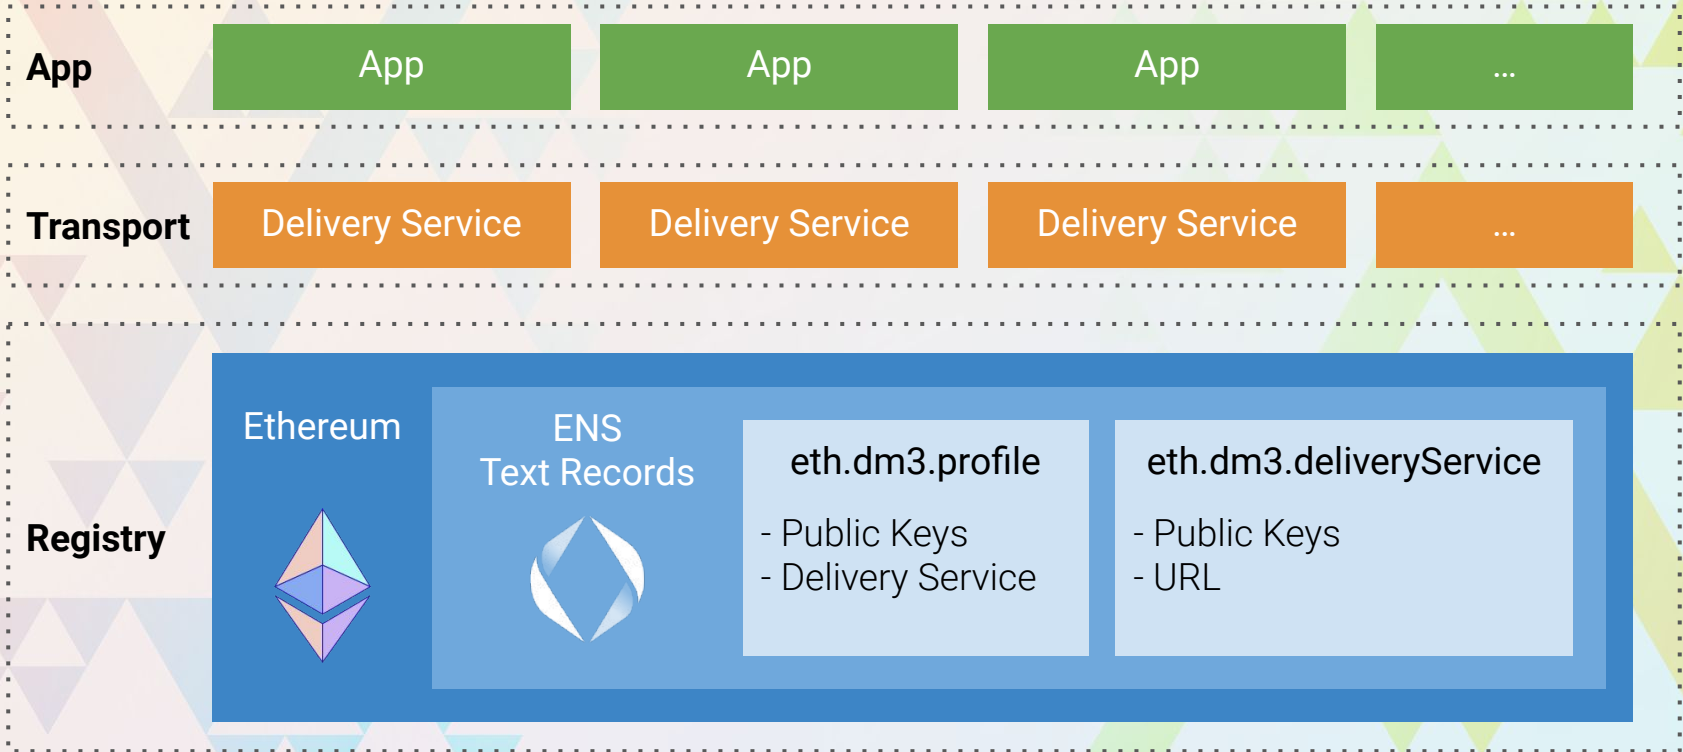 App
App
App
App
...
Transport
Delivery Service
Delivery Service
Delivery Service
...
Registry
Ethereum
ENS
Text Records
eth.dm3.profile
- Public Keys
- Delivery Service
eth.dm3.deliveryService
- Public Keys
- URL